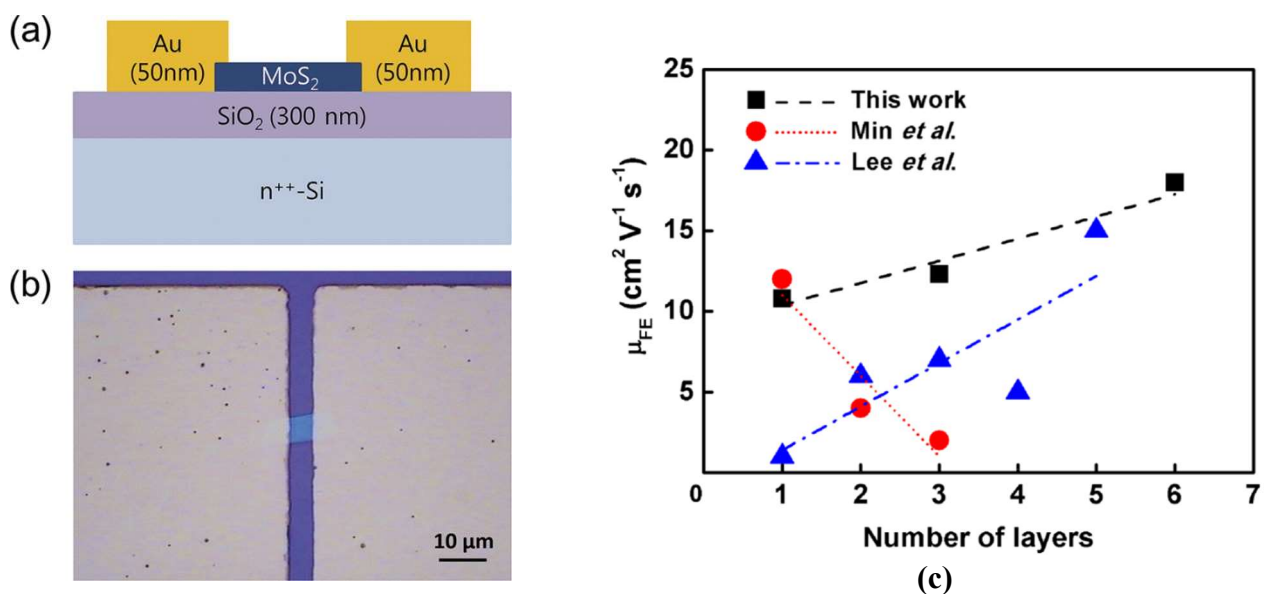 (a)
Au
(50nm)
MoS₂
Au
(50nm)
SiO₂ (300 nm)
n⁺⁺-Si
(b)
10 μm
25
20
15
10
5
0
1
2
3
4
5
6
7
This work
Min et al.
Lee et al.
μFE (cm² V⁻¹ s⁻¹)
Number of layers
(c)